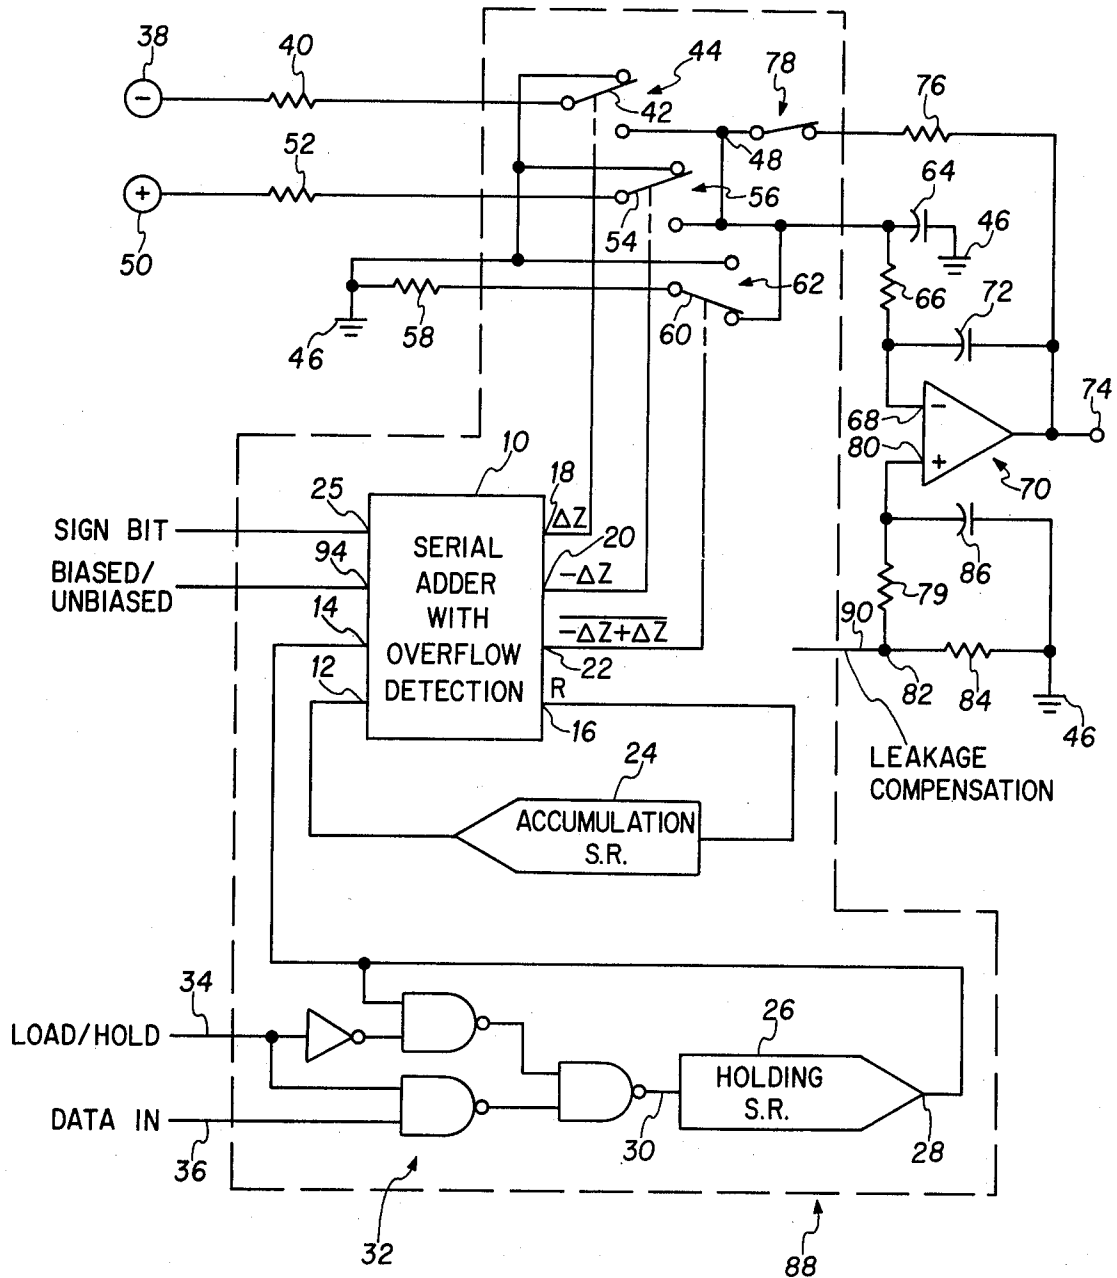 38
40
44
78
76
−
42
52
48
64
+
56
46
54
50
62
66
72
46
58
60
74
68
−
80
+
70
10
18
25
ΔZ
20
SIGN BIT
SERIAL
ADDER
WITH
OVERFLOW
DETECTION
94
−ΔZ
86
BIASED/
UNBIASED
79
14
−ΔZ+ΔZ
90
22
12
R
16
82
84
46
LEAKAGE
COMPENSATION
24
ACCUMULATION
S.R.
34
26
LOAD/HOLD
HOLDING
S.R.
DATA IN
30
28
36
32
88